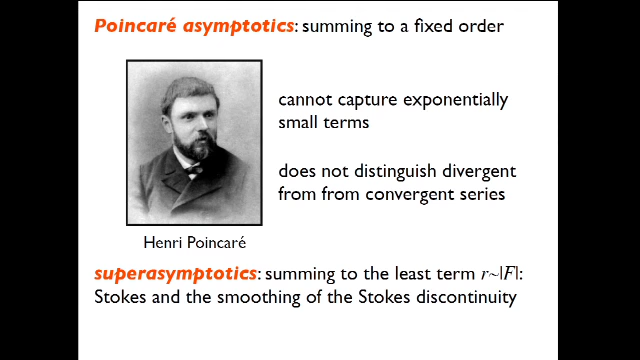 Poincaré asymptotics: summing to a fixed order
cannot capture exponentially
small terms
does not distinguish divergent
from from convergent series
Henri Poincaré
superasymptotics: summing to the least term r~|F|:
Stokes and the smoothing of the Stokes discontinuity